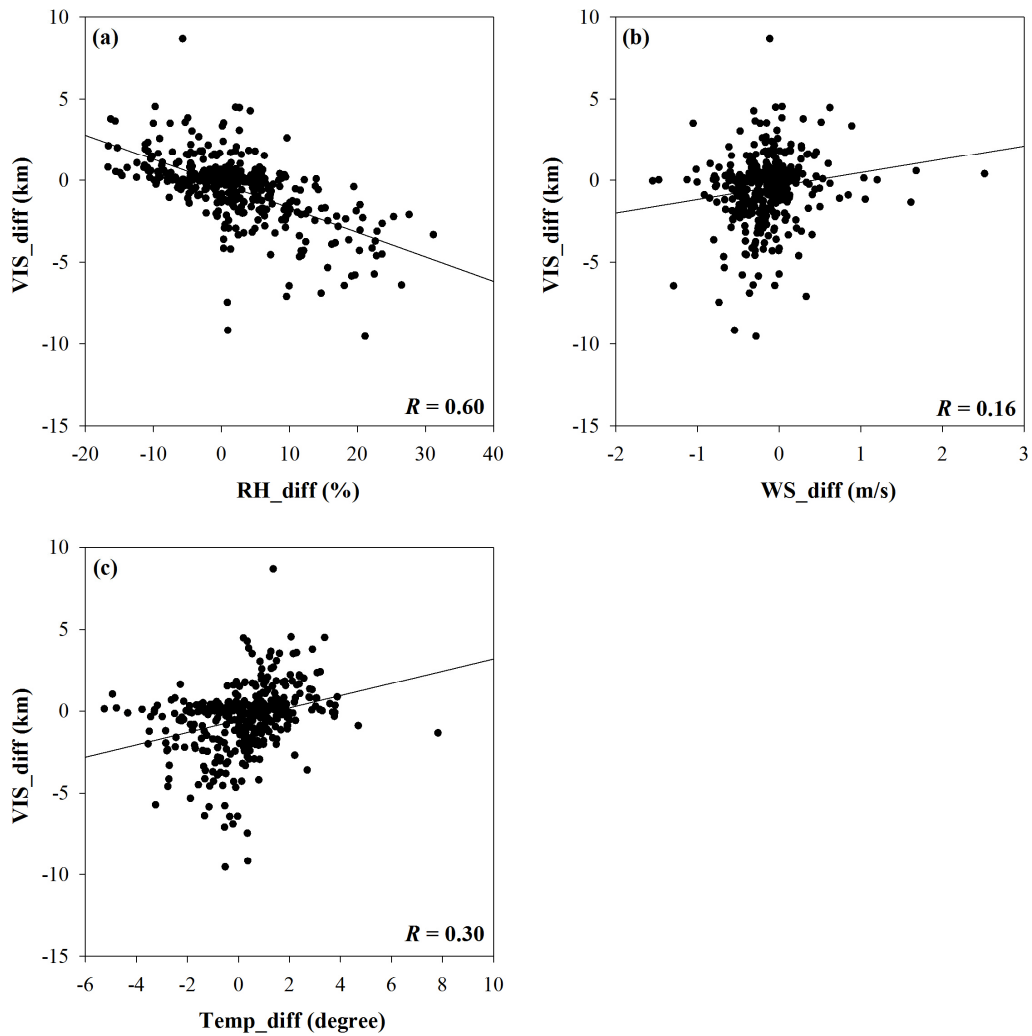 (a)
VIS_diff (km)
10
5
0
-5
-10
-15
R = 0.60
-20 -10 0 10 20 30 40
RH_diff (%)
(b)
VIS_diff (km)
10
5
0
-5
-10
-15
R = 0.16
-2 -1 0 1 2 3
WS_diff (m/s)
(c)
VIS_diff (km)
10
5
0
-5
-10
-15
R = 0.30
-6 -4 -2 0 2 4 6 8 10
Temp_diff (degree)